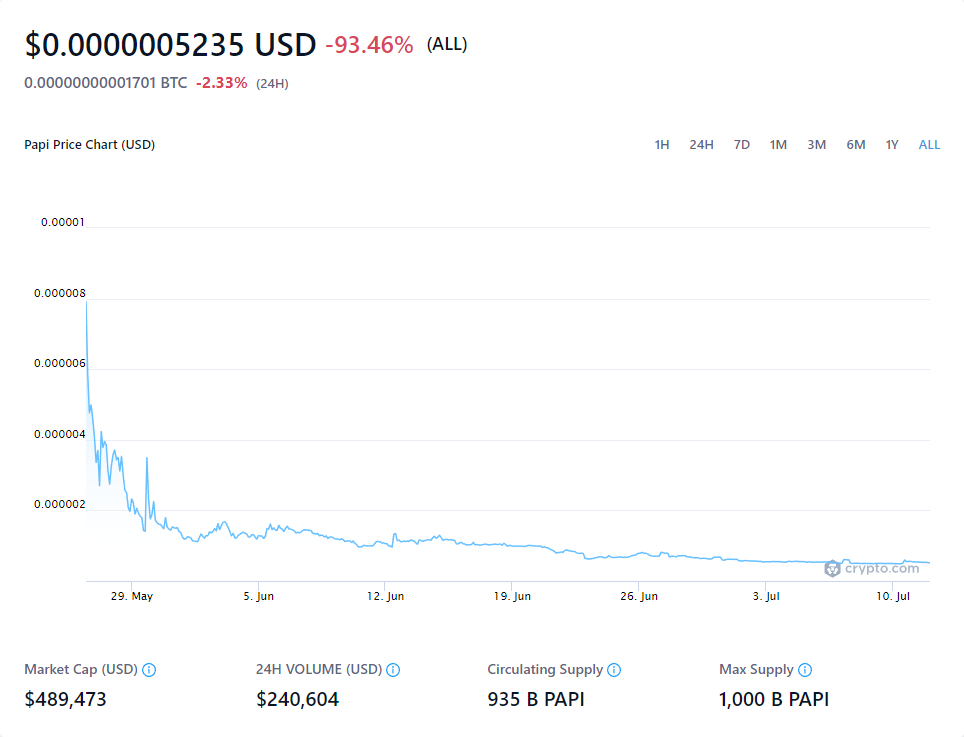 $0.0000005235 USD -93.46% (ALL)
0.00000000001701 BTC -2.33% (24H)
Papi Price Chart (USD)
1H 24H 7D 1M 3M 6M 1Y ALL
0.00001
0.000008
0.000006
0.000004
0.000002
crypto.com
29. May 5. Jun 12. Jun 19. Jun 26. Jun 3. Jul 10. Jul
Market Cap (USD) 24H VOLUME (USD) Circulating Supply Max Supply
$489,473 $240,604 935 B PAPI 1,000 B PAPI